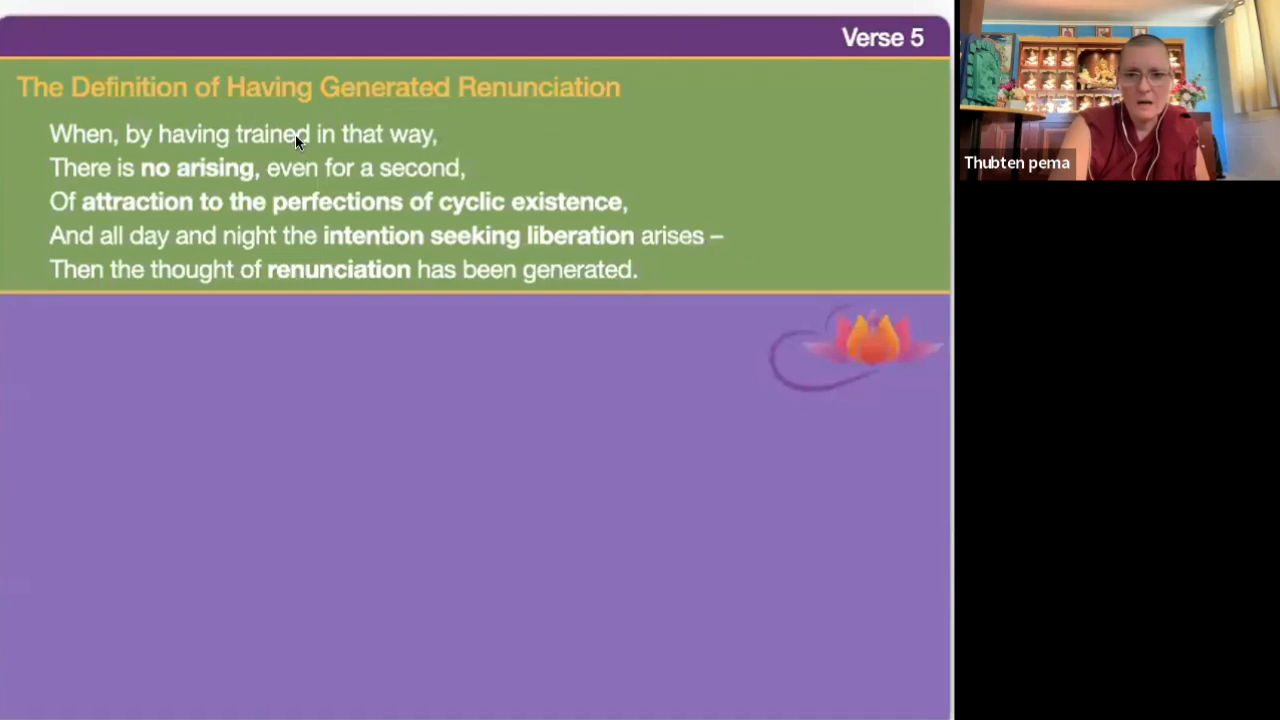 Verse 5
The Definition of Having Generated Renunciation
When, by having trained in that way,
There is no arising, even for a second,
Of attraction to the perfections of cyclic existence,
And all day and night the intention seeking liberation arises –
Then the thought of renunciation has been generated.
Thubten pema